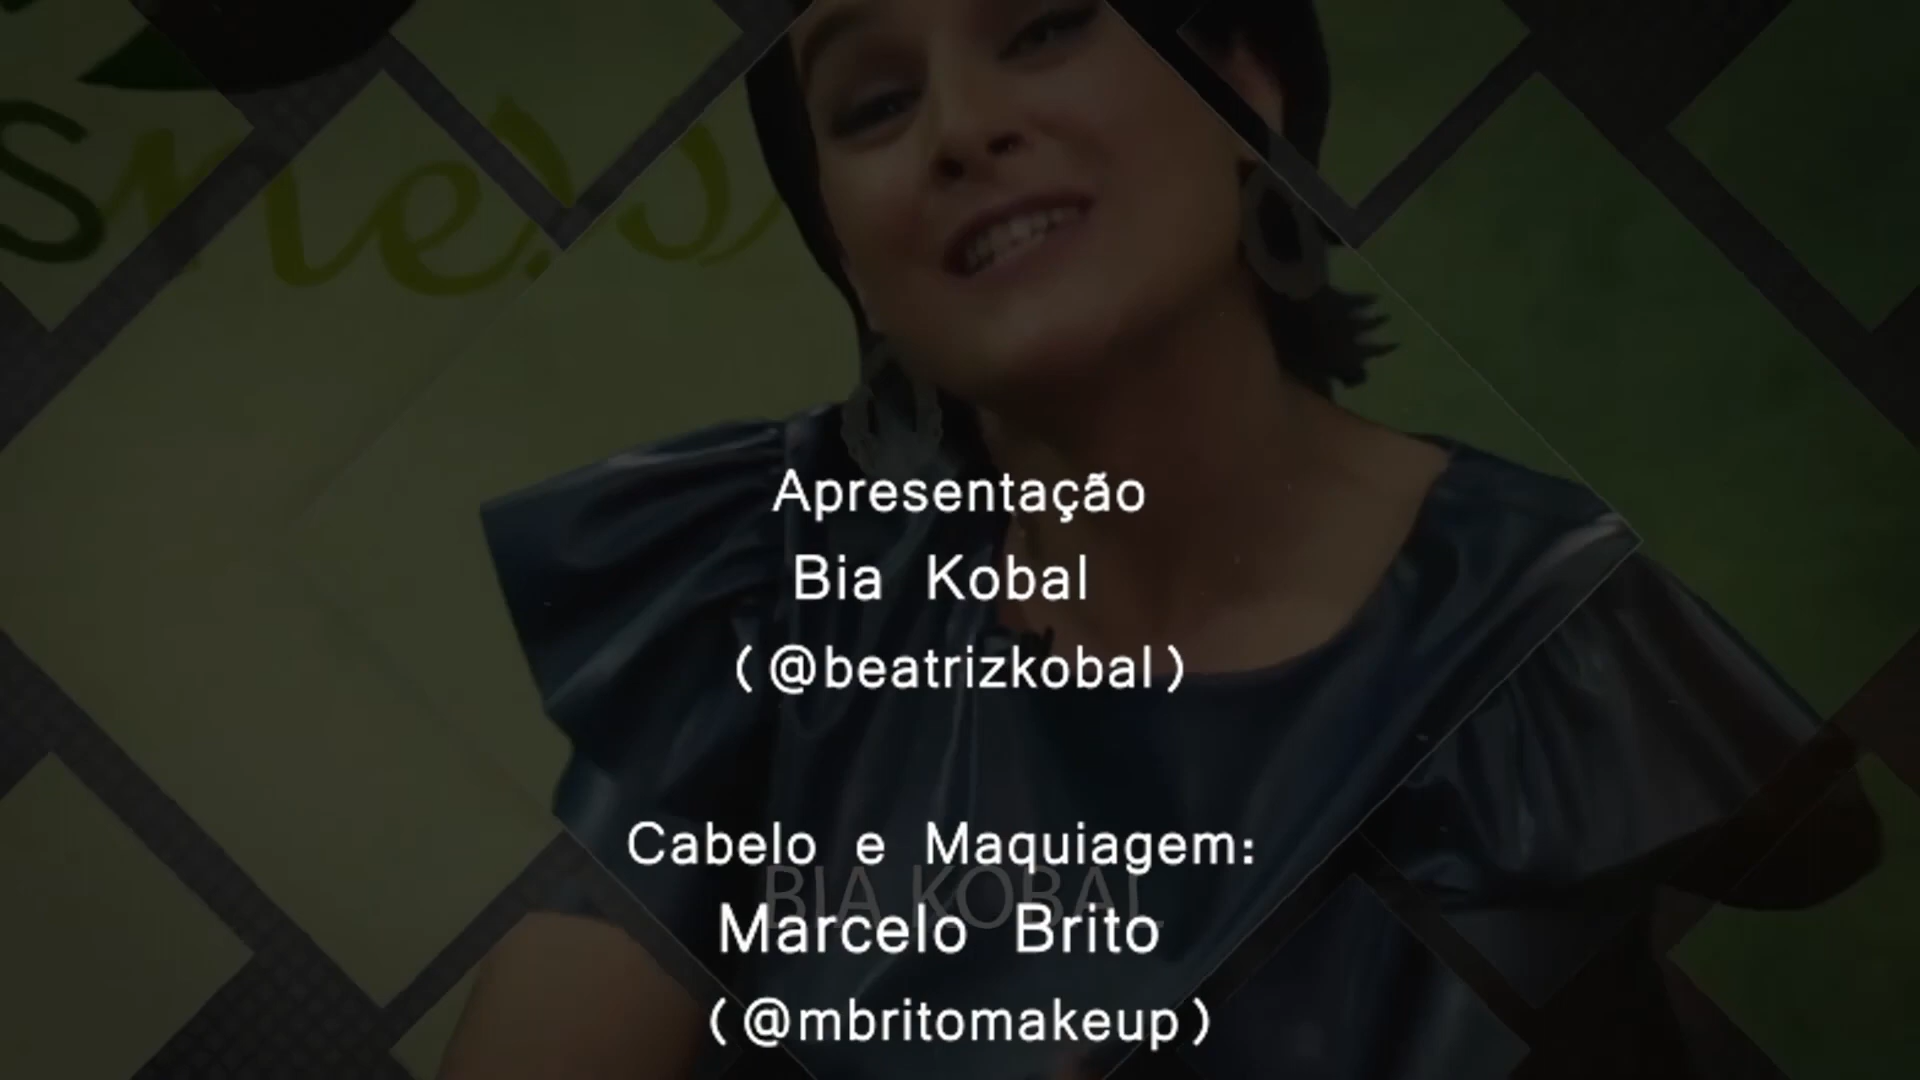 Apresentação
Bia Kobal
(@beatrizkobal)
Cabelo e Maquiagem:
BIA KOBAL
Marcelo Brito
(@mbritomakeup)